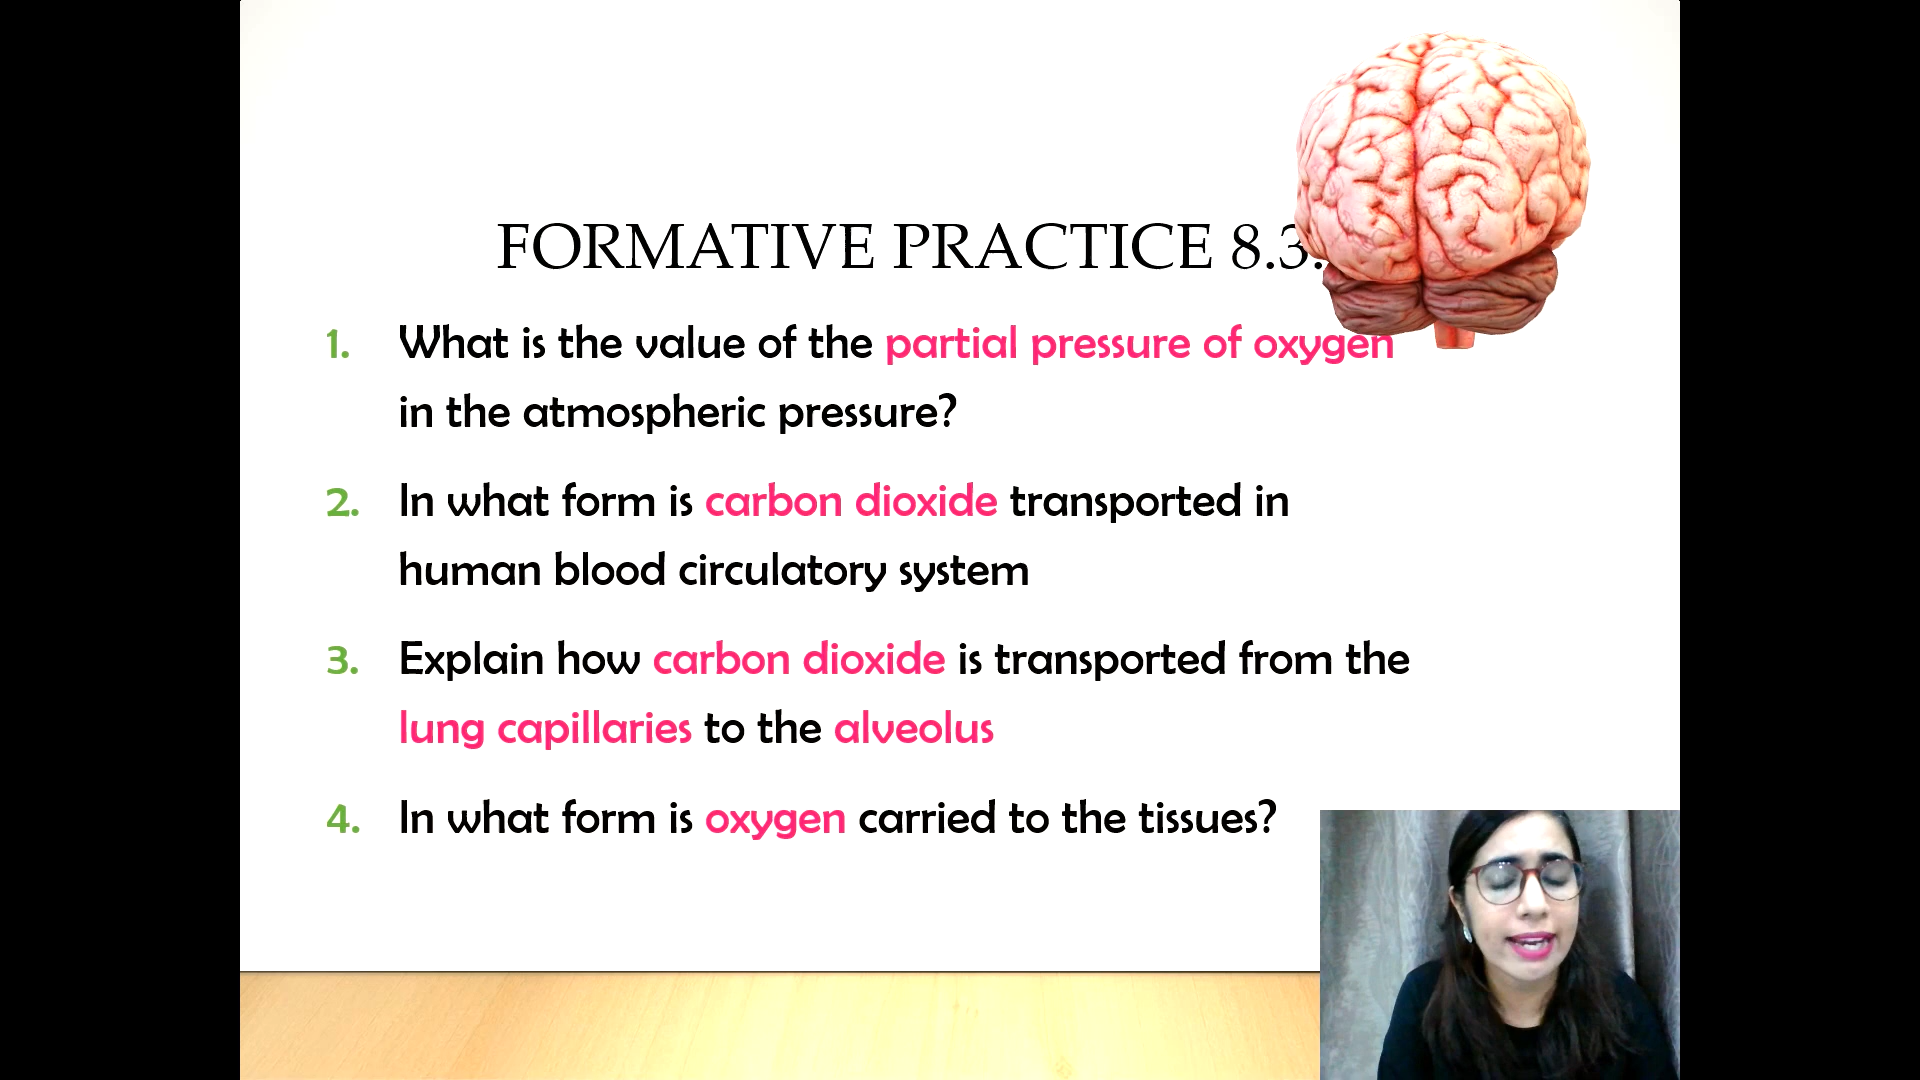 FORMATIVE PRACTICE 8.3.
1. What is the value of the partial pressure of oxygen
in the atmospheric pressure?
2. In what form is carbon dioxide transported in
human blood circulatory system
3. Explain how carbon dioxide is transported from the
lung capillaries to the alveolus
4. In what form is oxygen carried to the tissues?